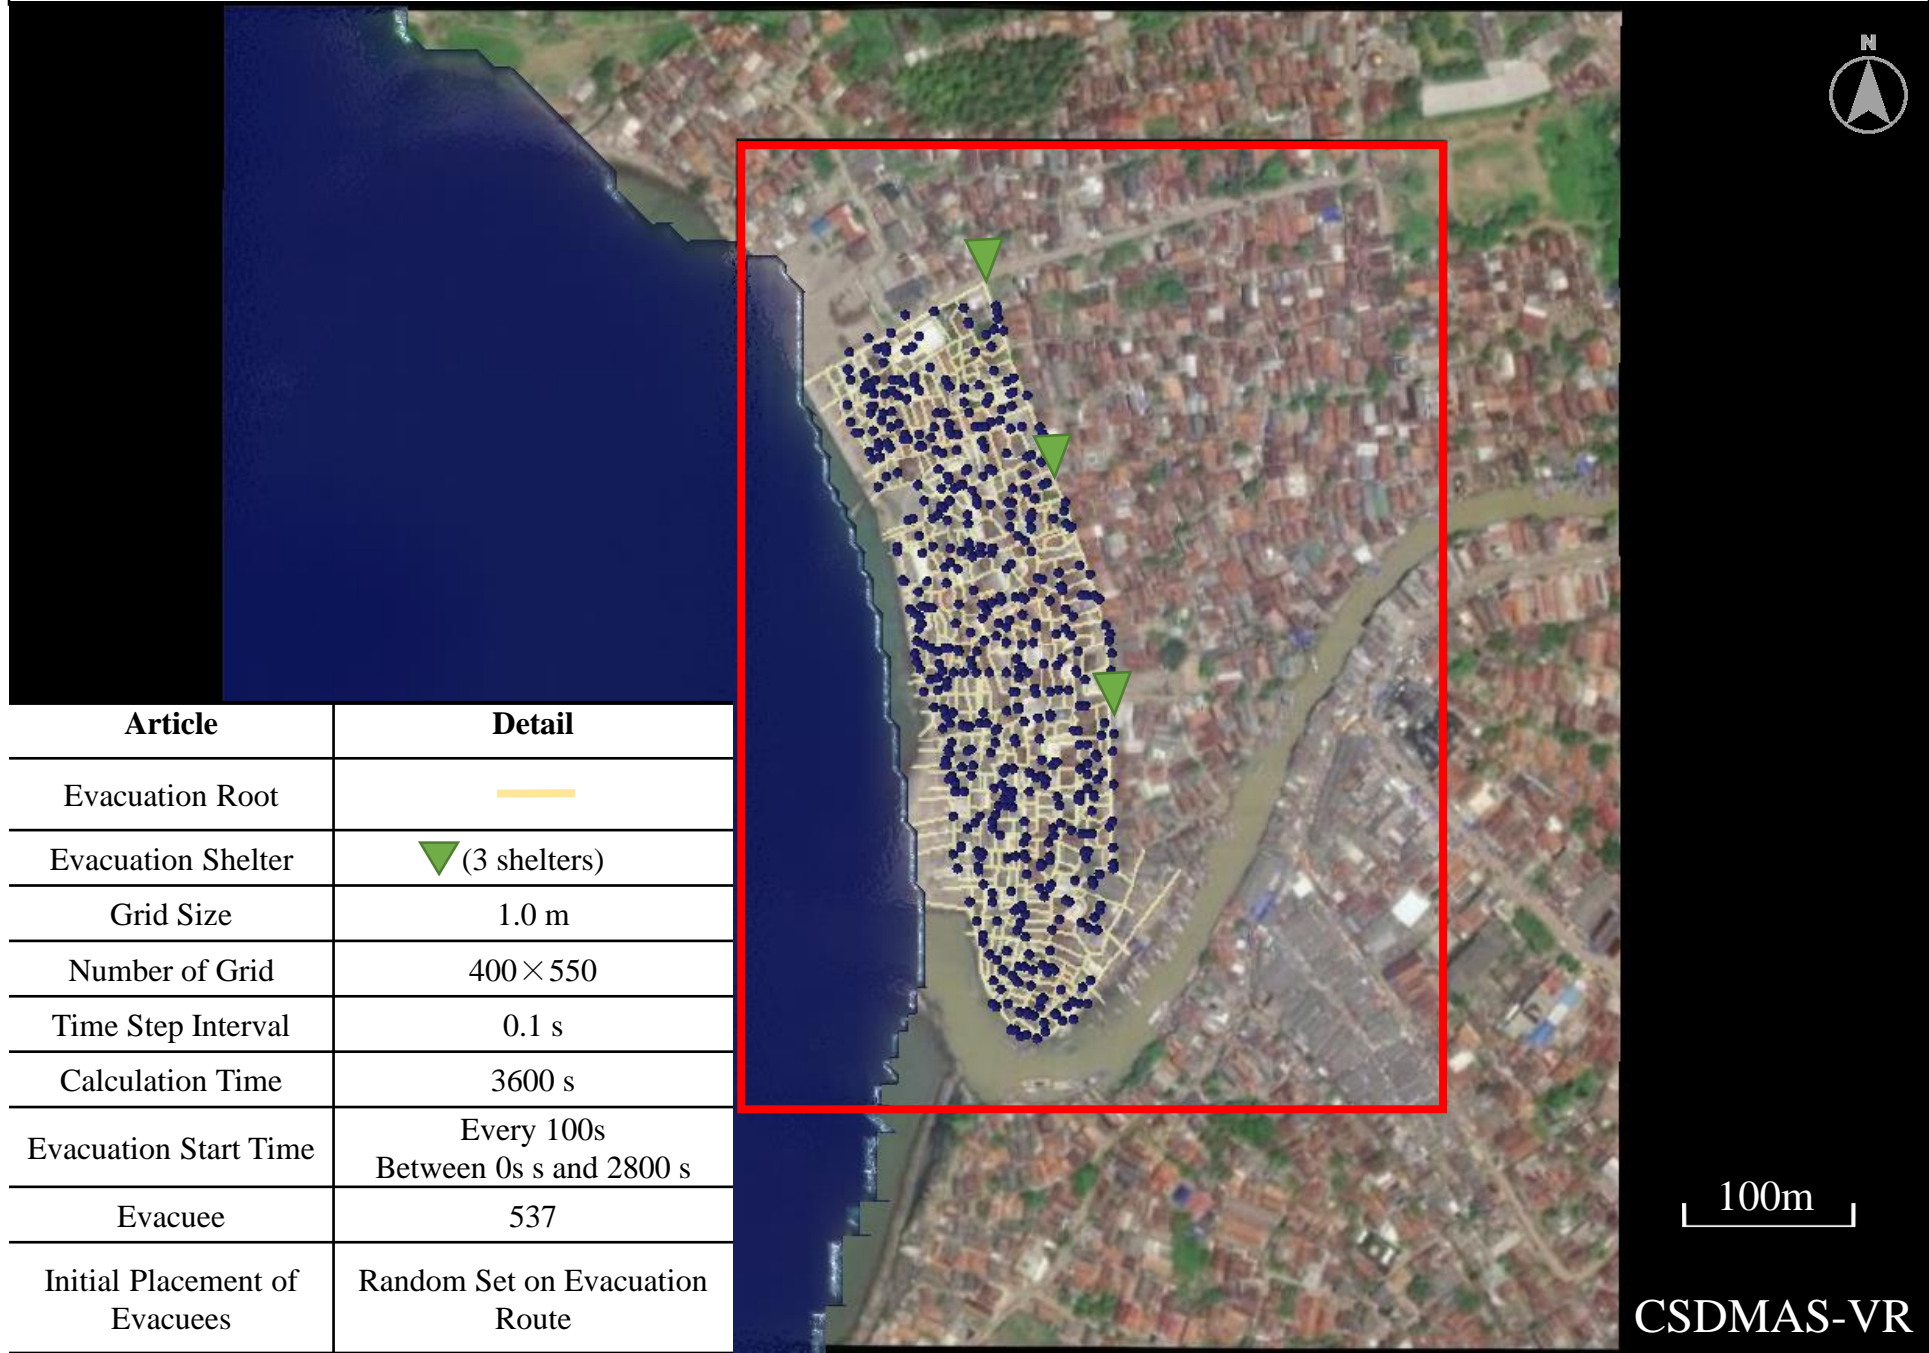 N
Article Detail
Evacuation Root
Evacuation Shelter (3 shelters)
Grid Size 1.0 m
Number of Grid 400×550
Time Step Interval 0.1 s
Calculation Time 3600 s
Evacuation Start Time Every 100s
Between 0s s and 2800 s
Evacuee 537
Initial Placement of Random Set on Evacuation
Evacuees Route
100m
CSDMAS-VR